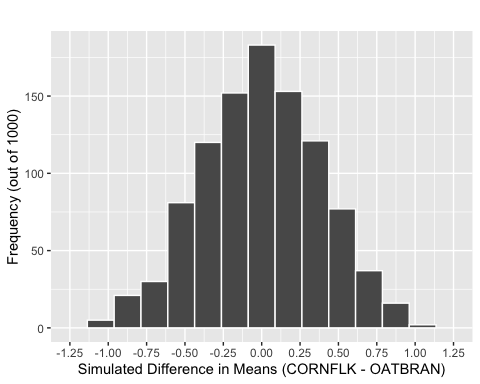 Frequency (out of 1000)
150
100
50
0
-1.25 -1.00 -0.75 -0.50 -0.25 0.00 0.25 0.50 0.75 1.00 1.25
Simulated Difference in Means (CORNFLK - OATBRAN)